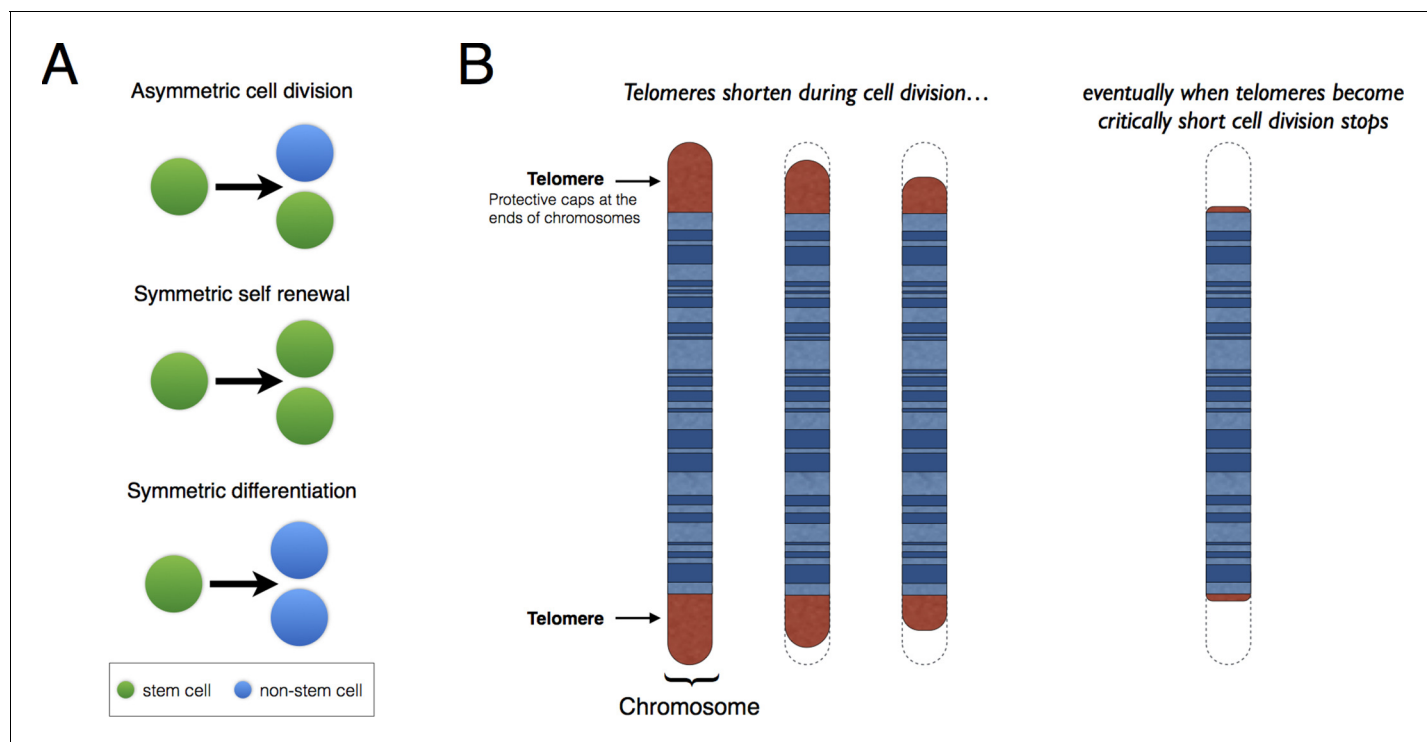 A
Asymmetric cell division
Symmetric self renewal
Symmetric differentiation
stem cell
non-stem cell
B
Telomeres shorten during cell division…
eventually when telomeres become
critically short cell division stops
Telomere
Protective caps at the
ends of chromosomes
Telomere
Chromosome